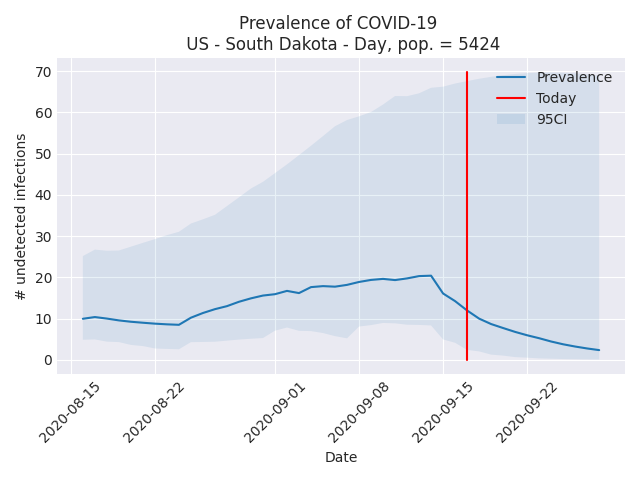 Prevalence of COVID-19
US - South Dakota - Day, pop. = 5424
# undetected infections
70
60
50
40
30
20
10
0
Prevalence
Today
95CI
2020-08-15
2020-08-22
2020-09-01
2020-09-08
2020-09-15
2020-09-22
Date